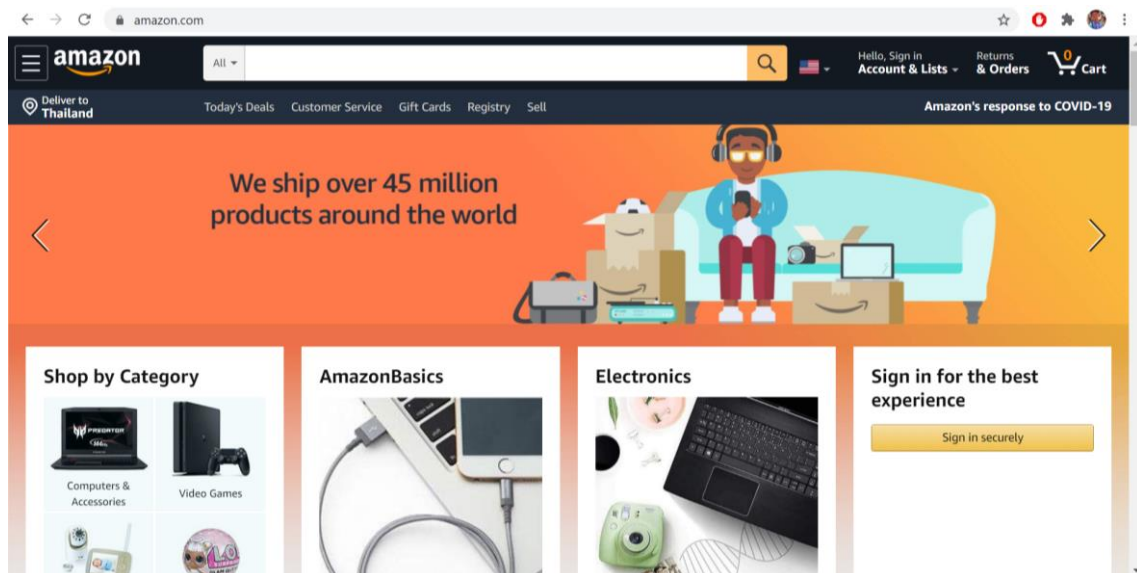 amazon.com
amazon
All
Hello, Sign in
Account & Lists
Returns
& Orders
0
Cart
Deliver to
Thailand
Today's Deals
Customer Service
Gift Cards
Registry
Sell
Amazon's response to COVID-19
We ship over 45 million
products around the world
Shop by Category
PREDATOR
Computers &
Accessories
Video Games
L.O.L.
SURPRISE!
AmazonBasics
Electronics
Sign in for the best
experience
Sign in securely